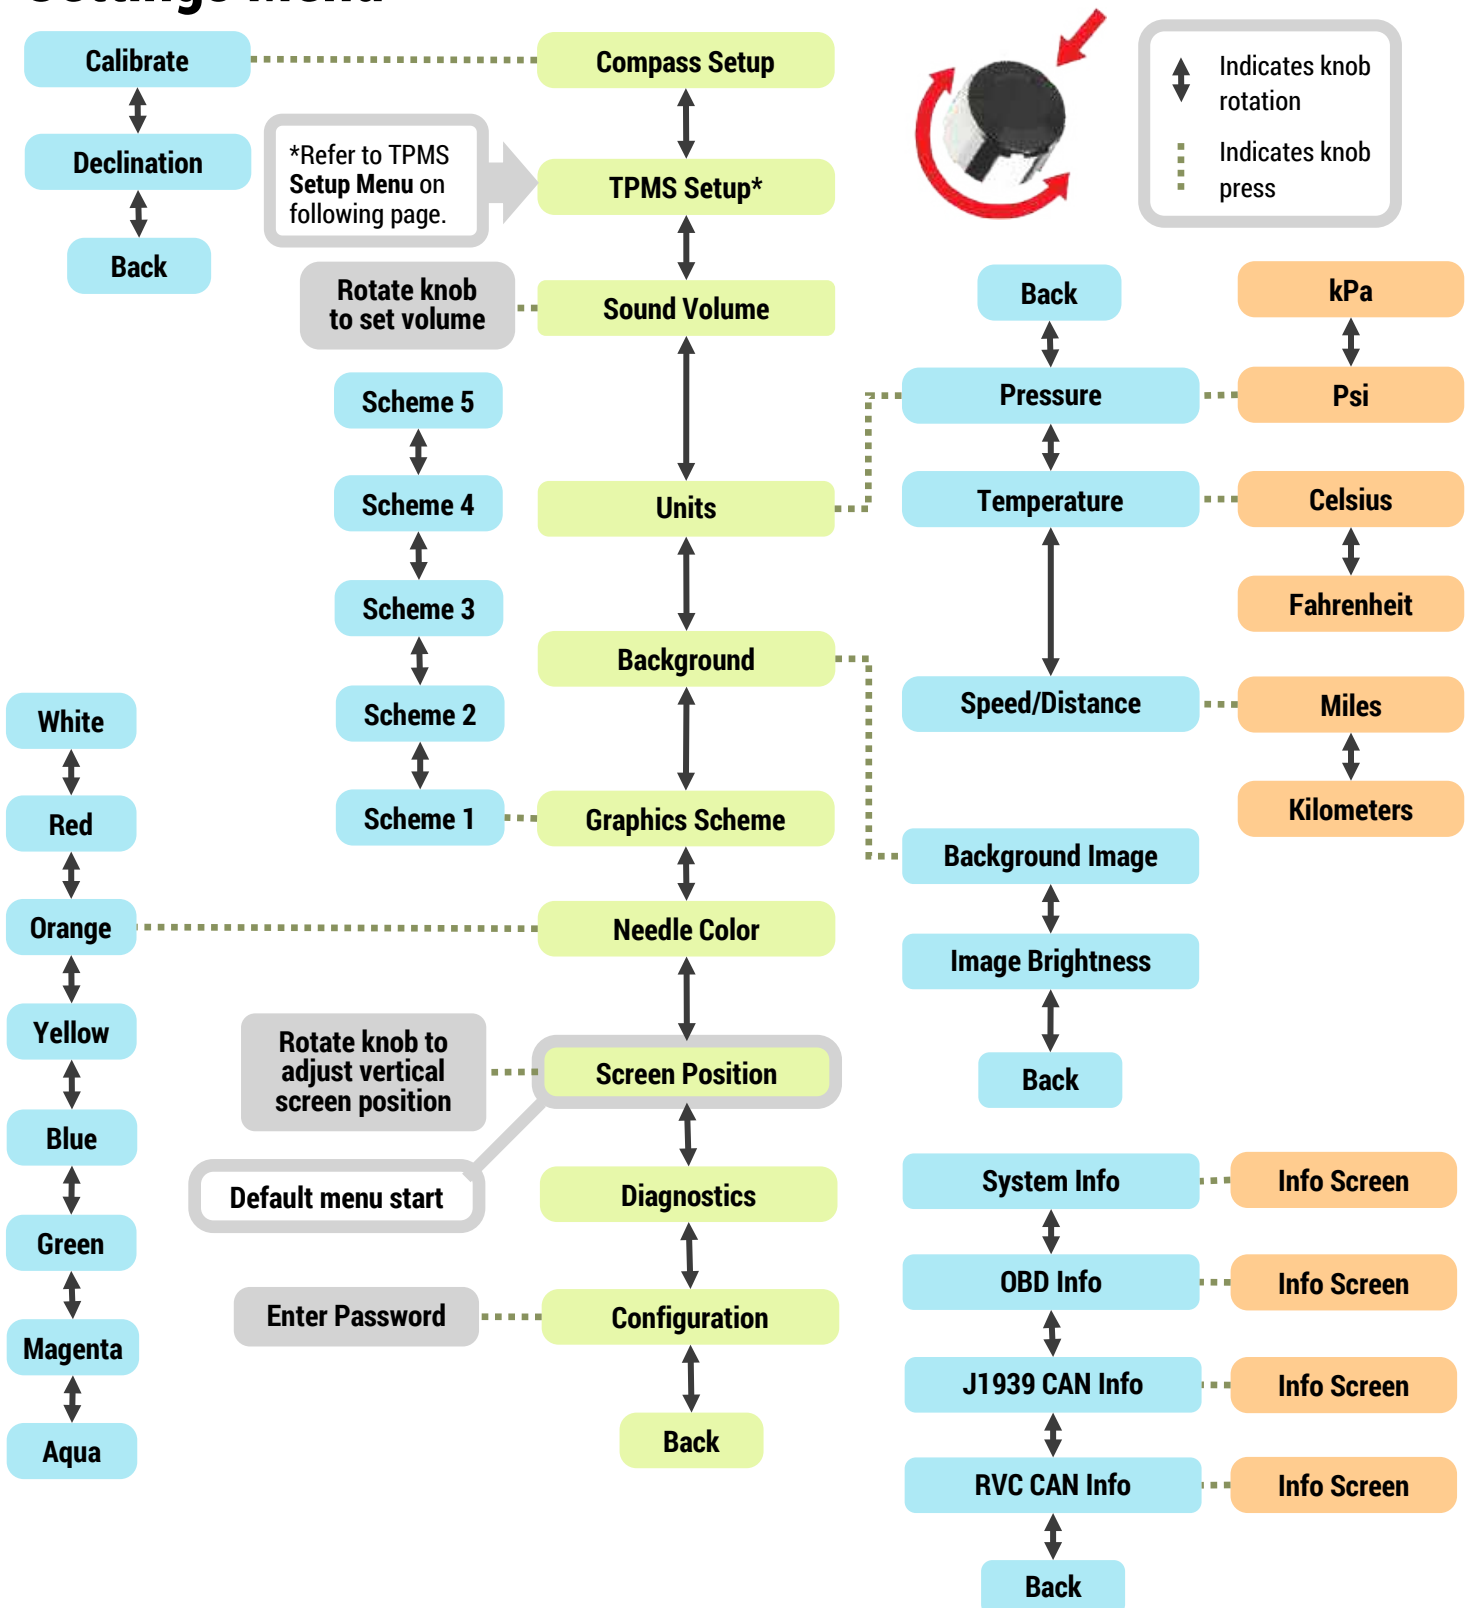 Settings Menu
Calibrate
Declination
Back
*Refer to TPMS
Setup Menu on
following page.
Compass Setup
TPMS Setup*
Sound Volume
Units
Background
Graphics Scheme
Needle Color
Screen Position
Diagnostics
Configuration
Back
Indicates knob
rotation
Indicates knob
press
Rotate knob
to set volume
Scheme 5
Scheme 4
Scheme 3
Scheme 2
Scheme 1
White
Red
Orange
Yellow
Blue
Green
Magenta
Aqua
Rotate knob to
adjust vertical
screen position
Default menu start
Enter Password
Back
Pressure
Temperature
Speed/Distance
kPa
Psi
Celsius
Fahrenheit
Miles
Kilometers
Background Image
Image Brightness
Back
System Info
OBD Info
J1939 CAN Info
RVC CAN Info
Back
Info Screen
Info Screen
Info Screen
Info Screen